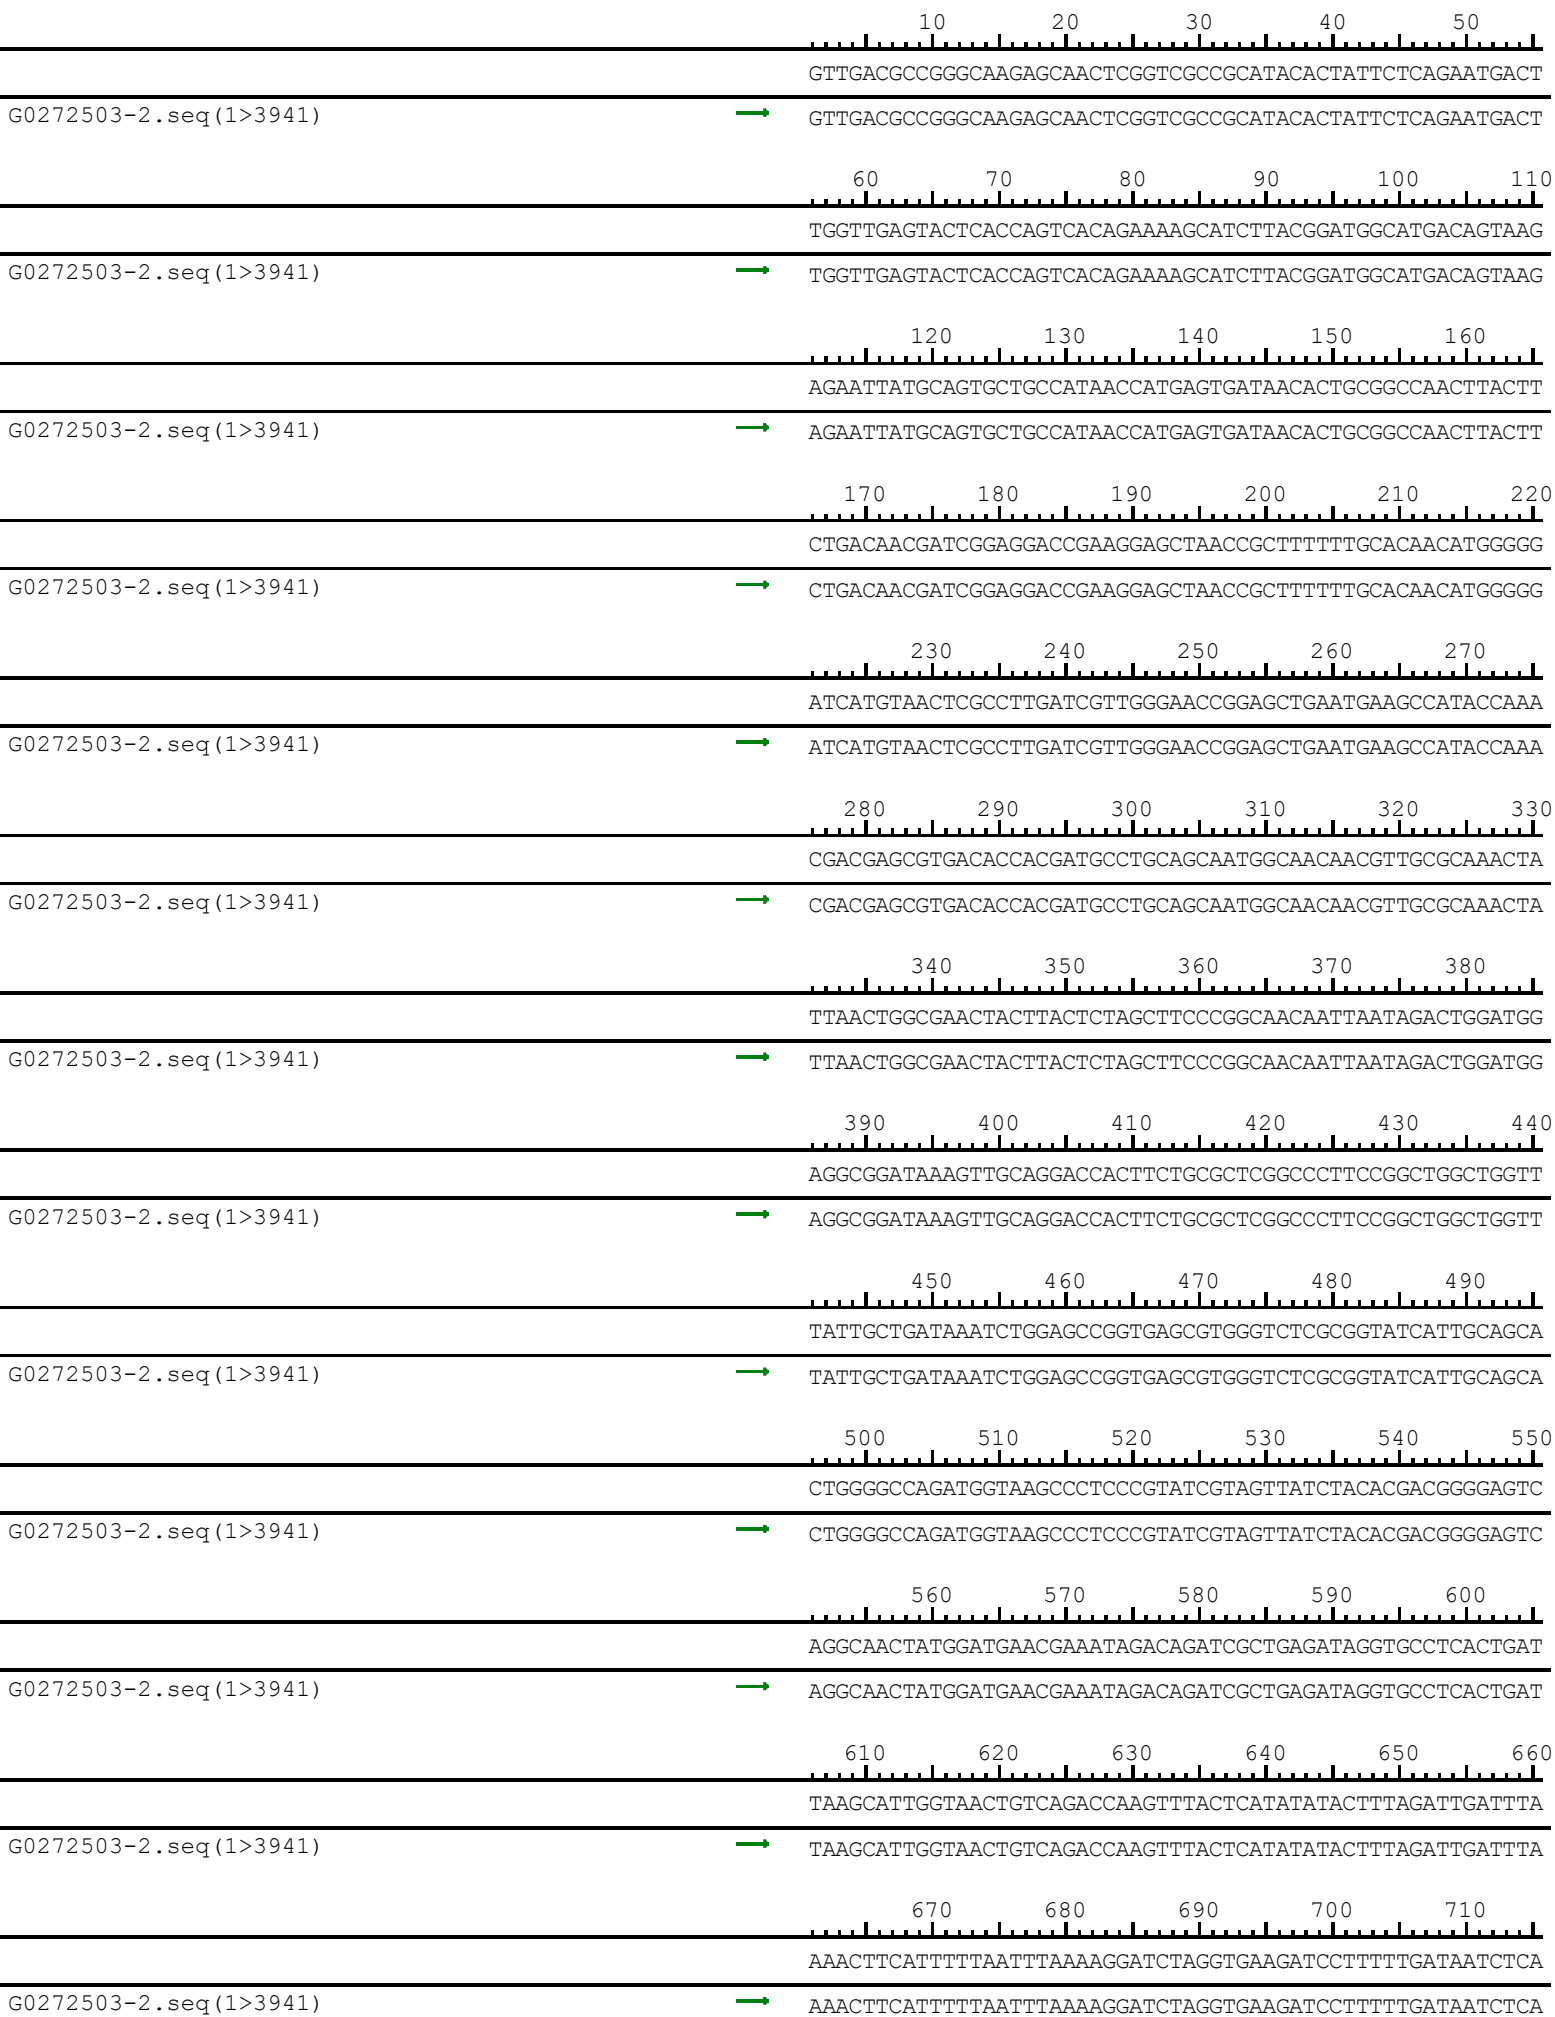 10 20 30 40 50
GTTGACGCCGGGCAAGAGCAACTCGGTCGCCGCATACACTATTCTCAGAATGACT
G0272503-2.seq(1>3941) GTTGACGCCGGGCAAGAGCAACTCGGTCGCCGCATACACTATTCTCAGAATGACT
60 70 80 90 100 110
TGGTTGAGTACTCACCAGTCACAGAAAAGCATCTTACGGATGGCATGACAGTAAG
G0272503-2.seq(1>3941) TGGTTGAGTACTCACCAGTCACAGAAAAGCATCTTACGGATGGCATGACAGTAAG
120 130 140 150 160
AGAATTATGCAGTGCTGCCATAACCATGAGTGATAACACTGCGGCCAACTTACTT
G0272503-2.seq(1>3941) AGAATTATGCAGTGCTGCCATAACCATGAGTGATAACACTGCGGCCAACTTACTT
170 180 190 200 210 220
CTGACAACGATCGGAGGACCGAAGGAGCTAACCGCTTTTTTGCACAACATGGGGG
G0272503-2.seq(1>3941) CTGACAACGATCGGAGGACCGAAGGAGCTAACCGCTTTTTTGCACAACATGGGGG
230 240 250 260 270
ATCATGTAACTCGCCTTGATCGTTGGGAACCGGAGCTGAATGAAGCCATACCAAA
G0272503-2.seq(1>3941) ATCATGTAACTCGCCTTGATCGTTGGGAACCGGAGCTGAATGAAGCCATACCAAA
280 290 300 310 320 330
CGACGAGCGTGACACCACGATGCCTGCAGCAATGGCAACAACGTTGCGCAAACTA
G0272503-2.seq(1>3941) CGACGAGCGTGACACCACGATGCCTGCAGCAATGGCAACAACGTTGCGCAAACTA
340 350 360 370 380
TTAACTGGCGAACTACTTACTCTAGCTTCCCGGCAACAATTAATAGACTGGATGG
G0272503-2.seq(1>3941) TTAACTGGCGAACTACTTACTCTAGCTTCCCGGCAACAATTAATAGACTGGATGG
390 400 410 420 430 440
AGGCGGATAAAGTTGCAGGACCACTTCTGCGCTCGGCCCTTCCGGCTGGCTGGTT
G0272503-2.seq(1>3941) AGGCGGATAAAGTTGCAGGACCACTTCTGCGCTCGGCCCTTCCGGCTGGCTGGTT
450 460 470 480 490
TATTGCTGATAAATCTGGAGCCGGTGAGCGTGGGTCTCGCGGTATCATTGCAGCA
G0272503-2.seq(1>3941) TATTGCTGATAAATCTGGAGCCGGTGAGCGTGGGTCTCGCGGTATCATTGCAGCA
500 510 520 530 540 550
CTGGGGCCAGATGGTAAGCCCTCCCGTATCGTAGTTATCTACACGACGGGGAGTC
G0272503-2.seq(1>3941) CTGGGGCCAGATGGTAAGCCCTCCCGTATCGTAGTTATCTACACGACGGGGAGTC
560 570 580 590 600
AGGCAACTATGGATGAACGAAATAGACAGATCGCTGAGATAGGTGCCTCACTGAT
G0272503-2.seq(1>3941) AGGCAACTATGGATGAACGAAATAGACAGATCGCTGAGATAGGTGCCTCACTGAT
610 620 630 640 650 660
TAAGCATTGGTAACTGTCAGACCAAGTTTACTCATATATACTTTAGATTGATTTA
G0272503-2.seq(1>3941) TAAGCATTGGTAACTGTCAGACCAAGTTTACTCATATATACTTTAGATTGATTTA
670 680 690 700 710
AAACTTCATTTTTAATTTAAAAGGATCTAGGTGAAGATCCTTTTTGATAATCTCA
G0272503-2.seq(1>3941) AAACTTCATTTTTAATTTAAAAGGATCTAGGTGAAGATCCTTTTTGATAATCTCA